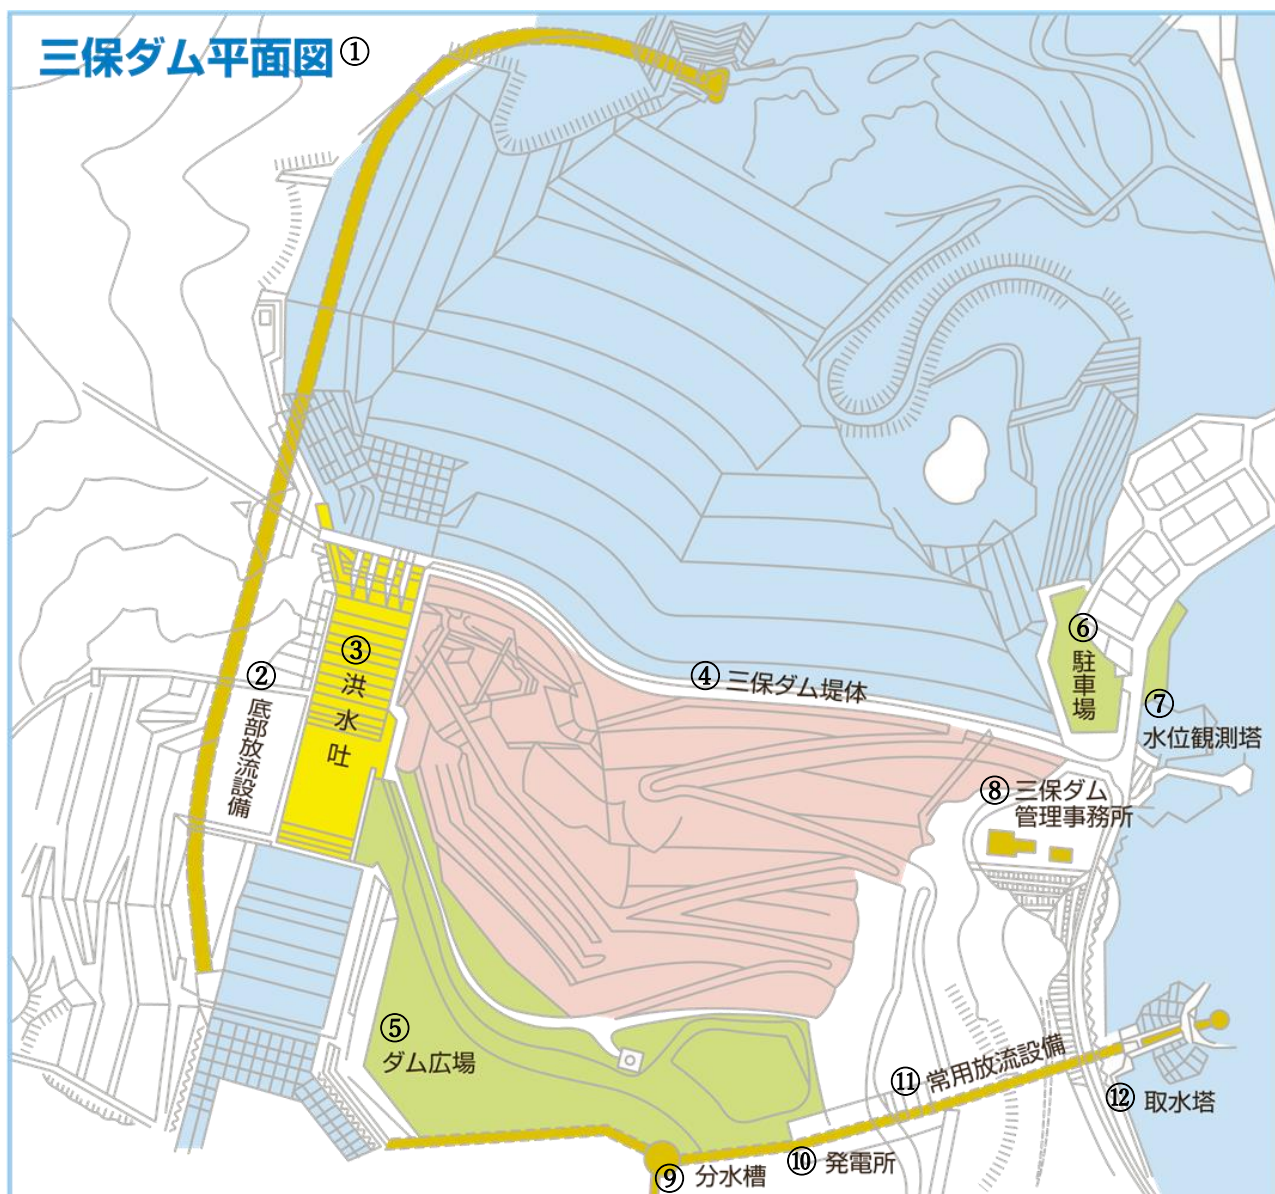 三保ダム平面図①
②
底部放流設備
③
洪水吐
④三保ダム堤体
⑤
ダム広場
⑥
駐車場
⑦
水位観測塔
⑧三保ダム
管理事務所
⑨分水槽
⑩発電所
⑪常用放流設備
⑫取水塔